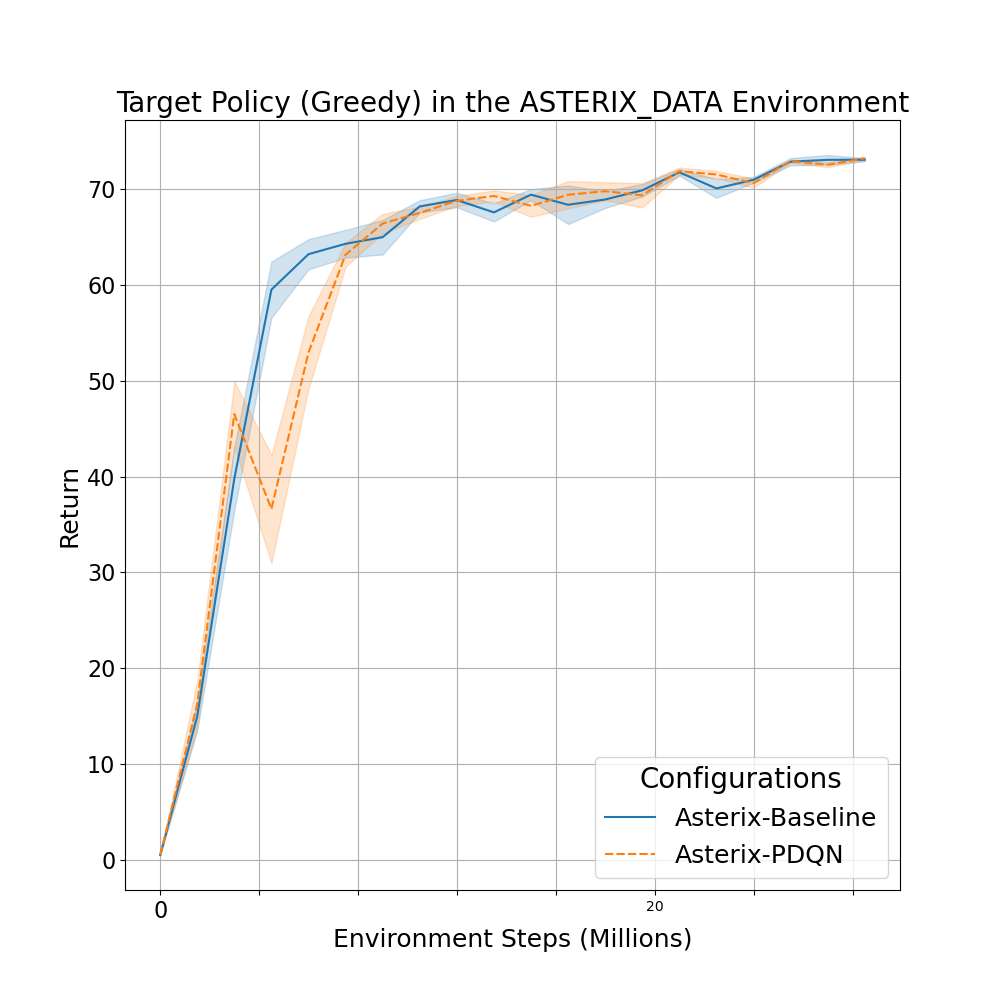 Target Policy (Greedy) in the ASTERIX_DATA Environment
Return
70
60
50
40
30
20
10
0
Configurations
Asterix-Baseline
Asterix-PDQN
0
20
Environment Steps (Millions)